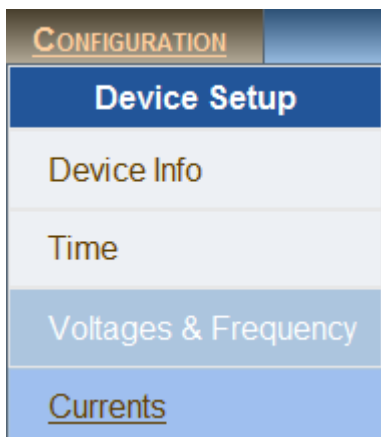 CONFIGURATION
Device Setup
Device Info
Time
Voltages & Frequency
Currents